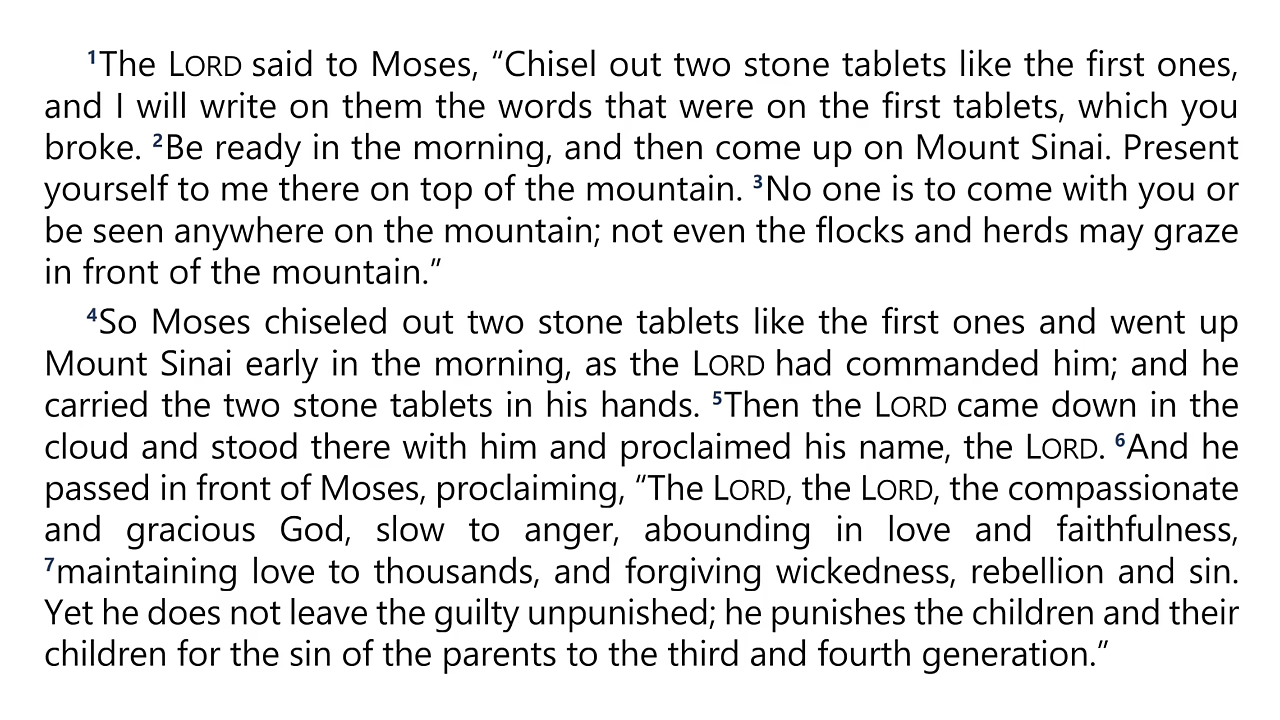 ¹The LORD said to Moses, “Chisel out two stone tablets like the first ones,
and I will write on them the words that were on the first tablets, which you
broke. ²Be ready in the morning, and then come up on Mount Sinai. Present
yourself to me there on top of the mountain. ³No one is to come with you or
be seen anywhere on the mountain; not even the flocks and herds may graze
in front of the mountain.”
⁴So Moses chiseled out two stone tablets like the first ones and went up
Mount Sinai early in the morning, as the LORD had commanded him; and he
carried the two stone tablets in his hands. ⁵Then the LORD came down in the
cloud and stood there with him and proclaimed his name, the LORD. ⁶And he
passed in front of Moses, proclaiming, “The LORD, the LORD, the compassionate
and gracious God, slow to anger, abounding in love and faithfulness,
⁷maintaining love to thousands, and forgiving wickedness, rebellion and sin.
Yet he does not leave the guilty unpunished; he punishes the children and their
children for the sin of the parents to the third and fourth generation.”